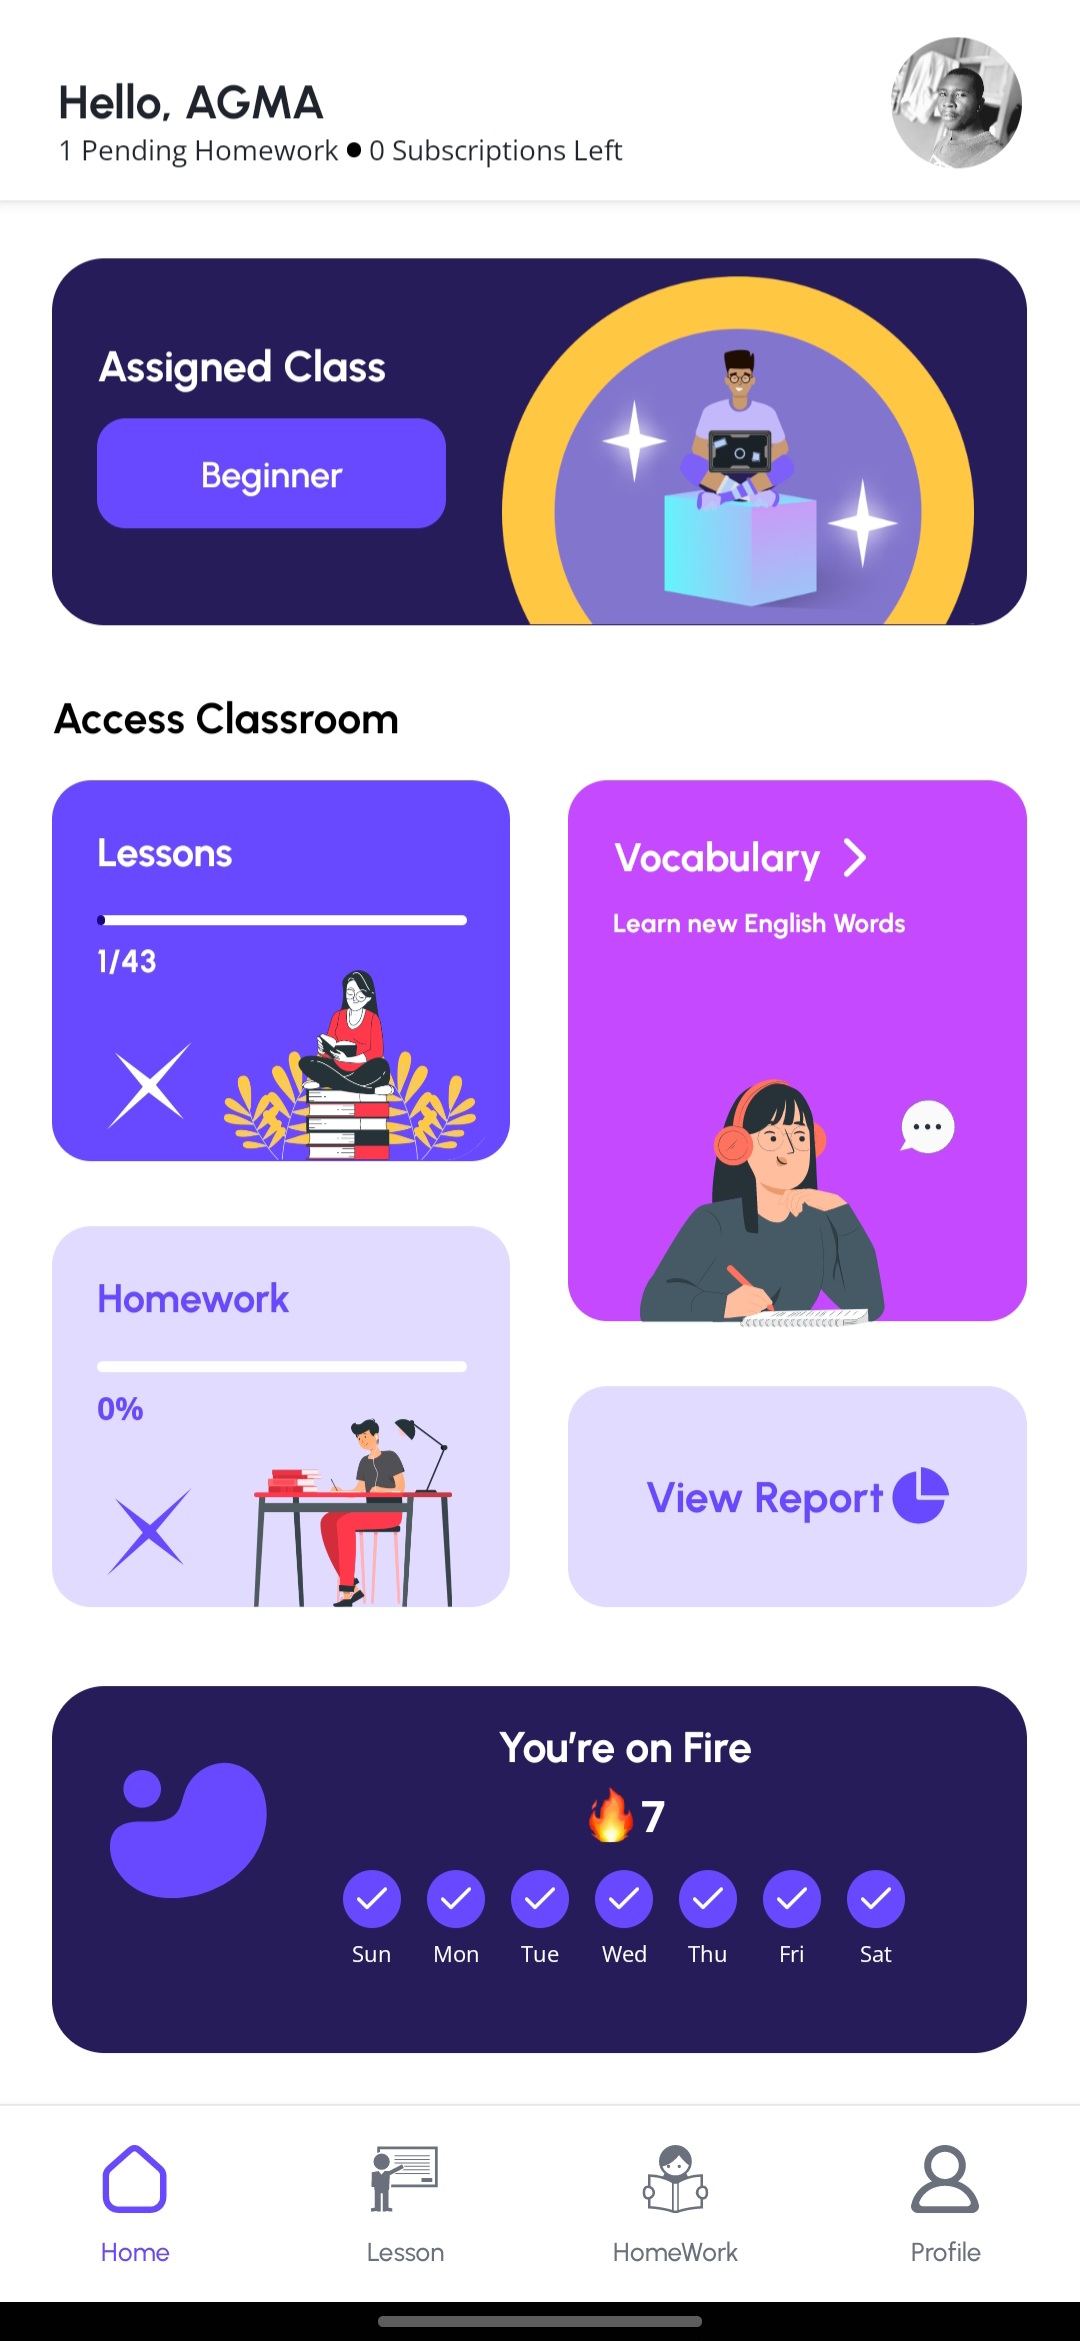 Hello, AGMA
1 Pending Homework ● 0 Subscriptions Left
Assigned Class
Beginner
Access Classroom
Lessons
1/43
Vocabulary
Learn new English Words
Homework
0%
View Report
You're on Fire
🔥7
Sun Mon Tue Wed Thu Fri Sat
Home Lesson HomeWork Profile